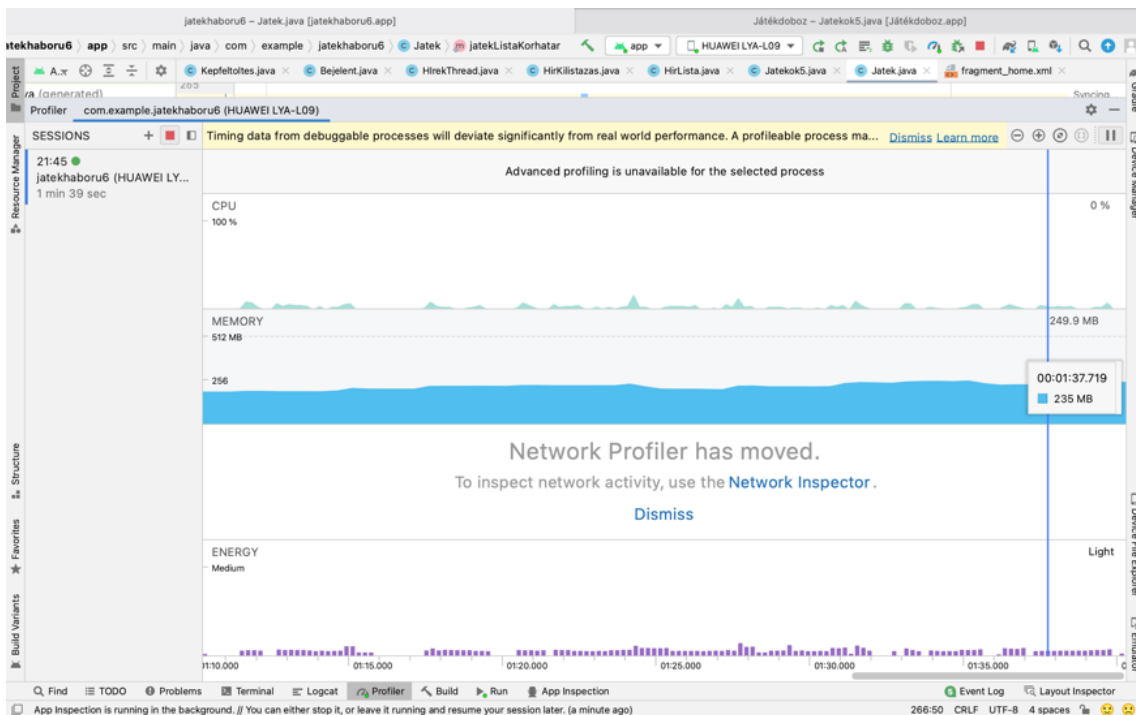 jatekhaboru6 – Jatek.java [jatekhaboru6.app]
Játékdoboz – Jatekok5.java [Játékdoboz.app]
atekhaboru6 app src main java com example jatekhaboru6 Jatek jatekListaKorhatar app HUAWEI LYA-L09
Project
Kepfeltoltes.java Bejelent.java HIrekThread.java HirKilistazas.java HirLista.java Jatekok5.java Jatek.java fragment_home.xml
(generated) Syncing...
Profiler com.example.jatekhaboru6 (HUAWEI LYA-L09)
SESSIONS
Timing data from debuggable processes will deviate significantly from real world performance. A profileable process ma... Dismiss Learn more
21:45
jatekhaboru6 (HUAWEI LY...
1 min 39 sec
Advanced profiling is unavailable for the selected process
CPU 0 %
100 %
MEMORY 249.9 MB
512 MB
256
00:01:37.719
235 MB
Network Profiler has moved.
To inspect network activity, use the Network Inspector.
Dismiss
ENERGY Light
Medium
01:15.000 01:20.000 01:25.000 01:30.000 01:35.000
Resource Manager
Structure
Favorites
Build Variants
Gradle
Device Manager
Device File Explorer
Emulator
Find TODO Problems Terminal Logcat Profiler Build Run App Inspection Event Log Layout Inspector
App Inspection is running in the background. // You can either stop it, or leave it running and resume your session later. (a minute ago) 266:50 CRLF UTF-8 4 spaces